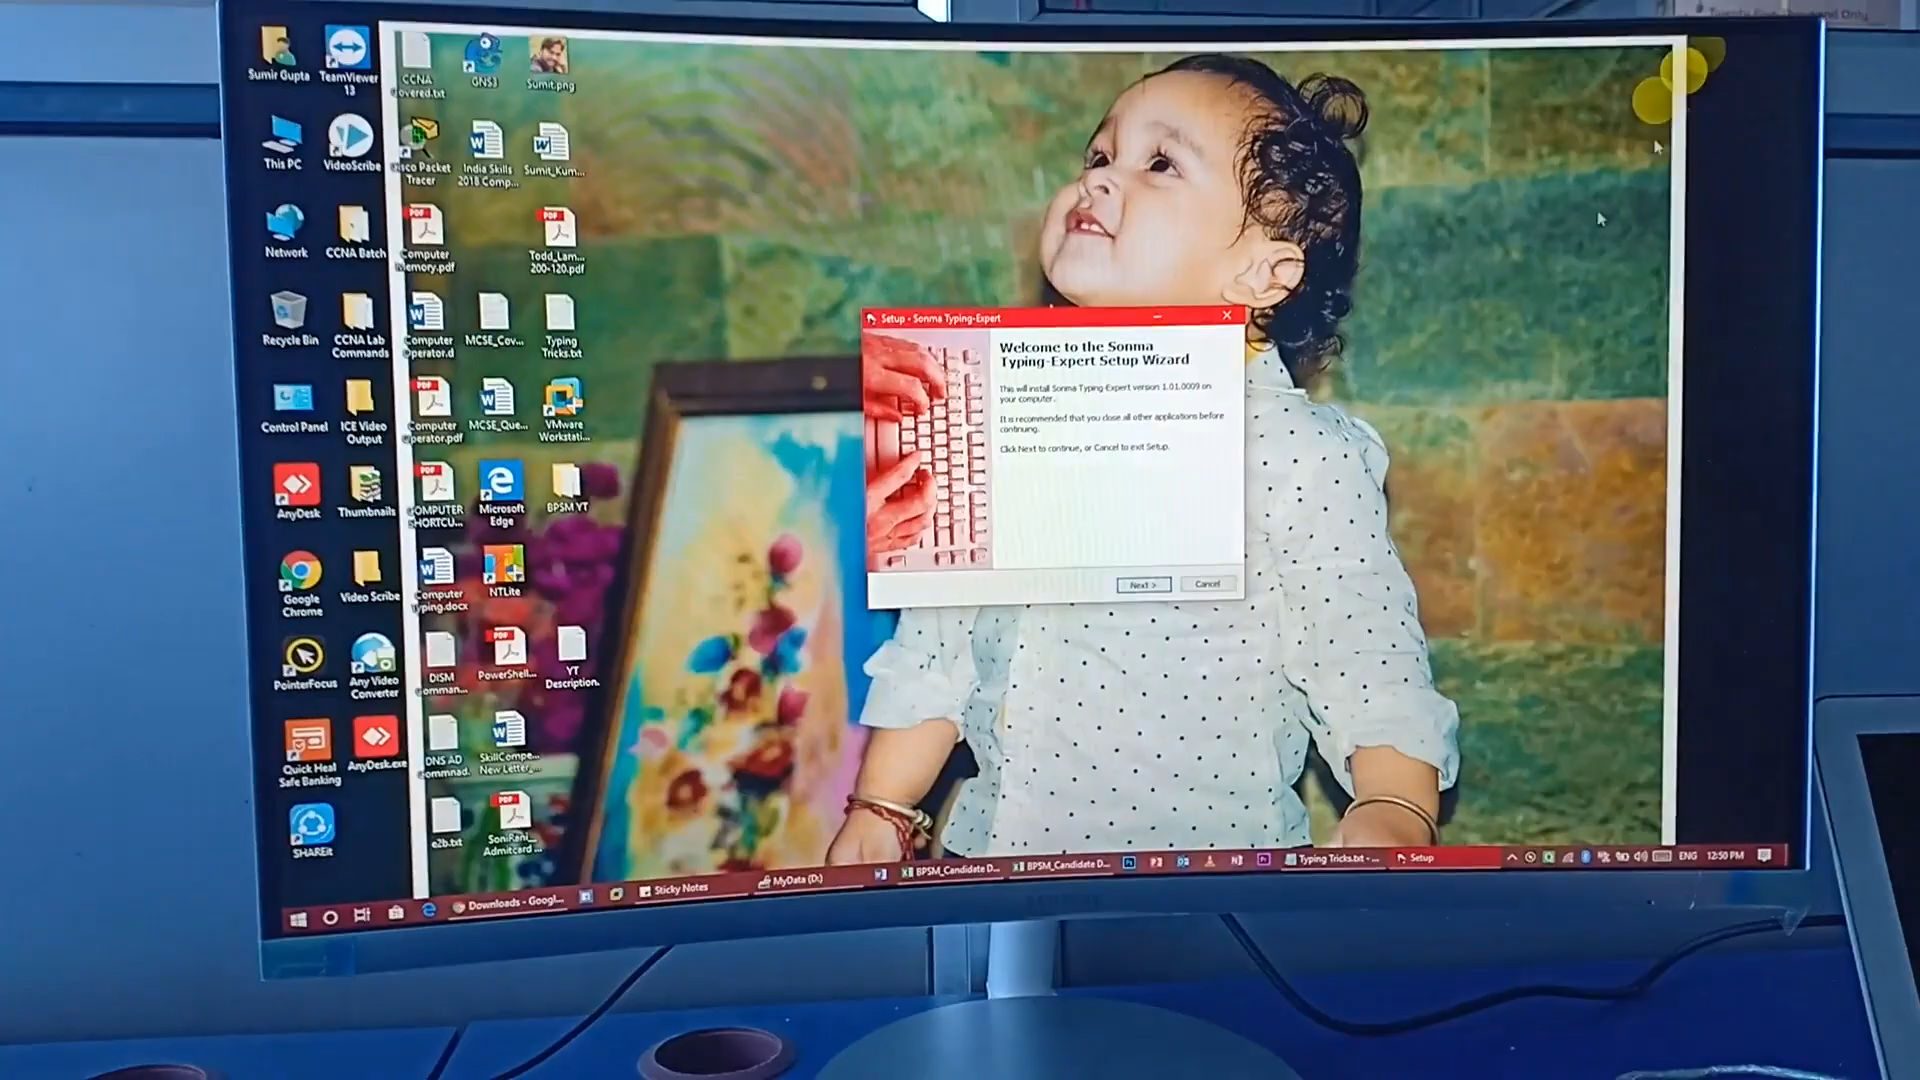 Sumir Gupta
TeamViewer
13
CCNA
GNS3
Sumit.png
This PC
VideoScribe
Packet
Tracer
India Skills
2018 Comp...
Sumit_Kum...
Network
CCNA Batch
Computer
Memory.pdf
Todd_Lam...
200-120.pdf
Recycle Bin
CCNA Lab
Commands
Computer
Operator.d
MCSE_Cov...
Typing
Tricks.txt
Control Panel
ICE Video
Output
Computer
Operator.pdf
MCSE_Que...
VMware
Workstati...
AnyDesk
Thumbnails
COMPUTER
SHORTCU...
Microsoft
Edge
BPSM YT
Google
Chrome
Video Scribe
Computer
Typing.docx
NTLite
PointerFocus
Any Video
Converter
DISM
Comman...
PowerShell...
YT
Description.
Quick Heal
Safe Banking
AnyDesk.exe
DNS AD
Commnad.
SkillCompe...
New Letter...
SHAREit
e2b.txt
SoniRani_
Admitcard ...
Setup - Sonma Typing-Expert
Welcome to the Sonma
Typing-Expert Setup Wizard
This will install Sonma Typing-Expert version 1.01.0009 on
your computer.
It is recommended that you close all other applications before
continuing.
Click Next to continue, or Cancel to exit Setup.
Next >
Cancel
Downloads - Googl...
Sticky Notes
MyData (D:)
BPSM_Candidate D...
BPSM_Candidate D...
Typing Tricks.txt - ...
Setup
ENG
12:50 PM